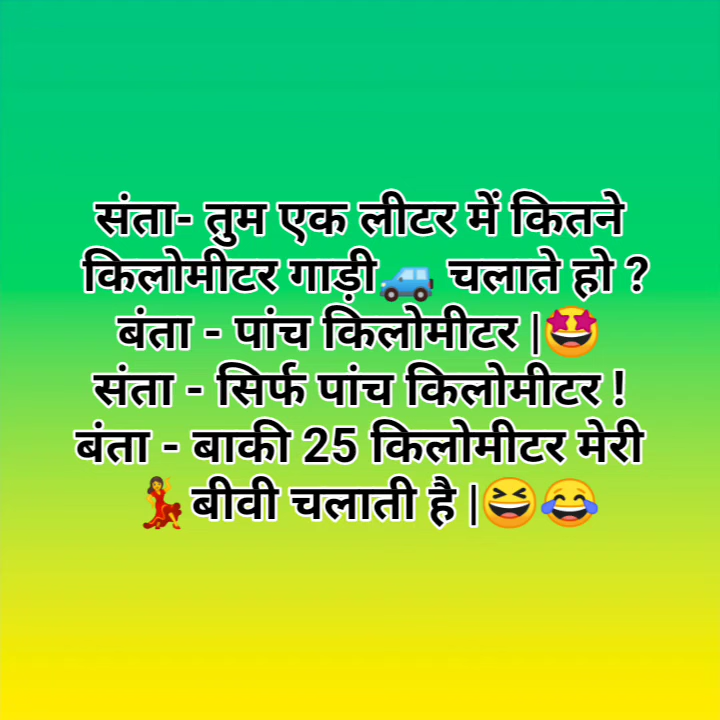 संता- तुम एक लीटर में कितने
किलोमीटर गाड़ी🚙 चलाते हो ?
बंता - पांच किलोमीटर |🤩
संता - सिर्फ पांच किलोमीटर !
बंता - बाकी 25 किलोमीटर मेरी
💃बीवी चलाती है |😆😂